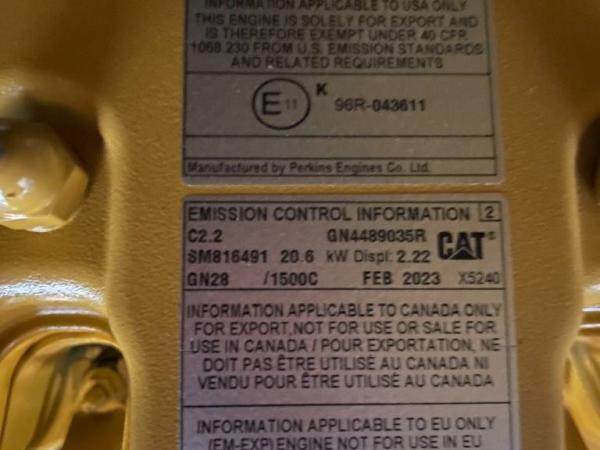 INFORMATION APPLICABLE TO USA ONLY
THIS ENGINE IS SOLELY FOR EXPORT AND
IS THEREFORE EXEMPT UNDER 40 CFR
1068.230 FROM U.S. EMISSION STANDARDS
AND RELATED REQUIREMENTS
E 11 K 96R-043611
Manufactured by Perkins Engines Co. Ltd.
EMISSION CONTROL INFORMATION 2
C2.2 GN4489035R CAT®
SM816491 20.6 kW Displ: 2.22
GN28 /1500C FEB 2023 X5240
INFORMATION APPLICABLE TO CANADA ONLY
FOR EXPORT,NOT FOR USE OR SALE FOR
USE IN CANADA / POUR EXPORTATION, NE
DOIT PAS ÊTRE UTILISÉ AU CANADA NI
VENDU POUR ÊTRE UTILISÉ AU CANADA
INFORMATION APPLICABLE TO EU ONLY
(EM-EXP) ENGINE NOT FOR USE IN EU